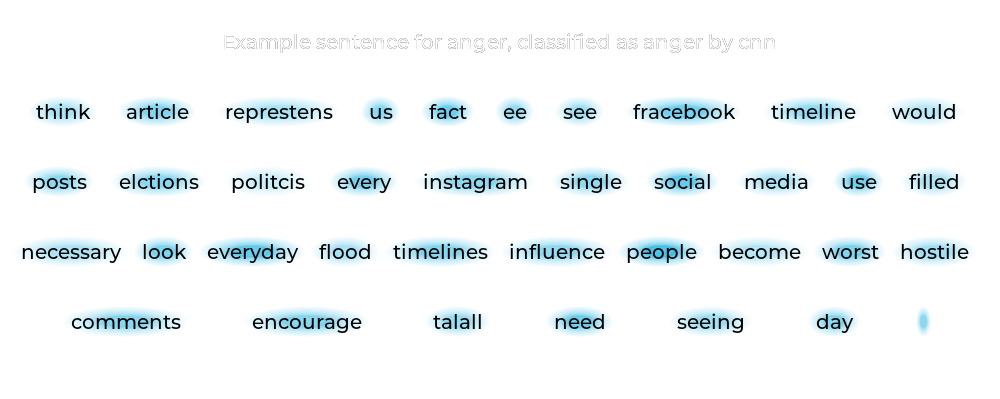 Example sentence for anger, classified as anger by cnn
think article represtens us fact ee see fracebook timeline would
posts elctions politcis every instagram single social media use filled
necessary look everyday flood timelines influence people become worst hostile
comments encourage talall need seeing day